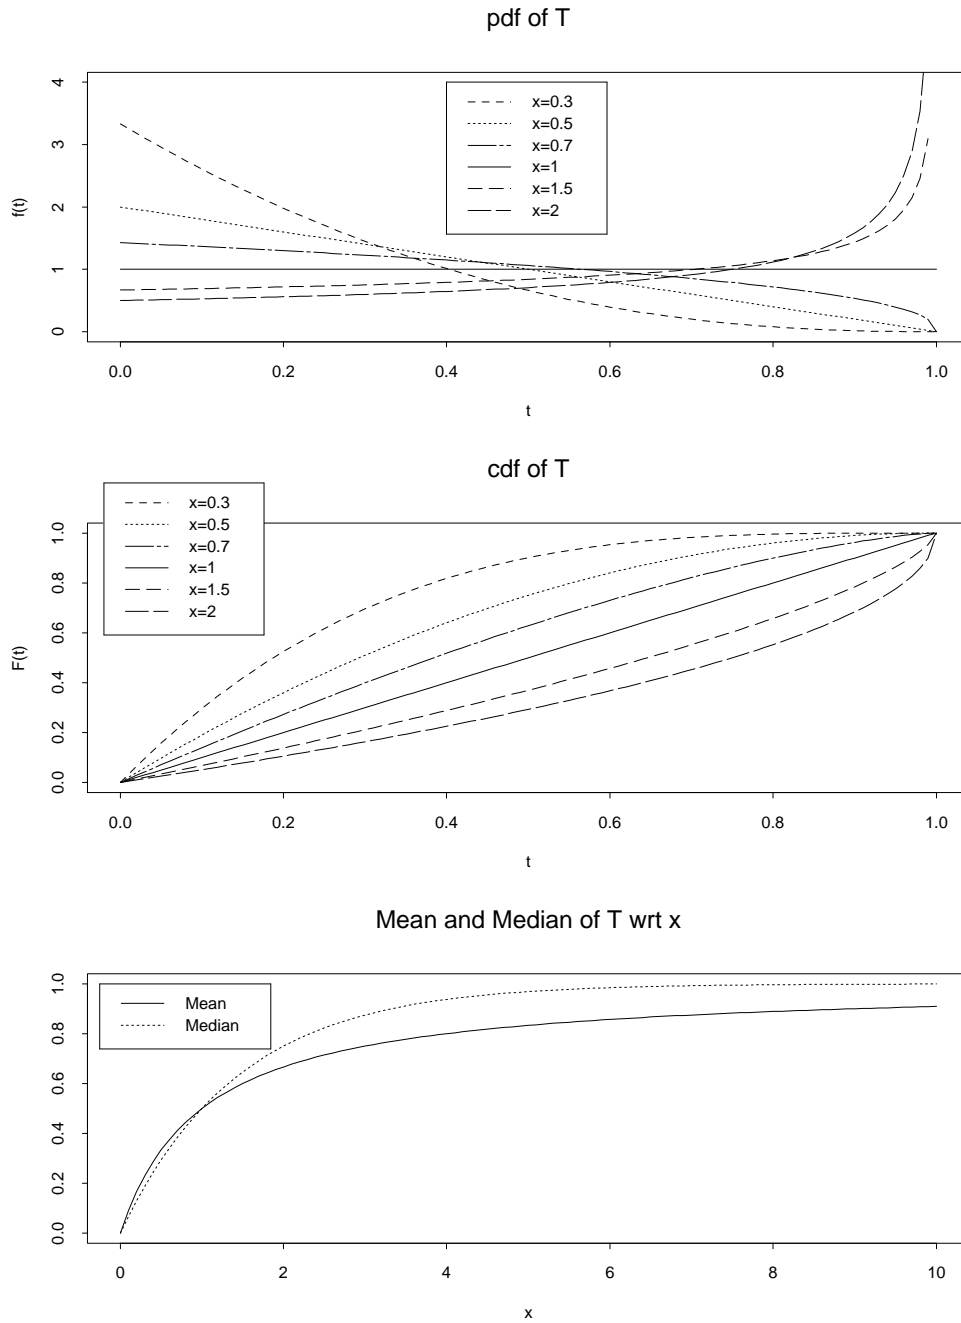 pdf of T
f(t)
4
3
2
1
0
x=0.3
x=0.5
x=0.7
x=1
x=1.5
x=2
0.0 0.2 0.4 0.6 0.8 1.0
t
cdf of T
F(t)
1.0
0.8
0.6
0.4
0.2
0.0
x=0.3
x=0.5
x=0.7
x=1
x=1.5
x=2
0.0 0.2 0.4 0.6 0.8 1.0
t
Mean and Median of T wrt x
1.0
0.8
0.6
0.4
0.2
0.0
Mean
Median
0 2 4 6 8 10
x